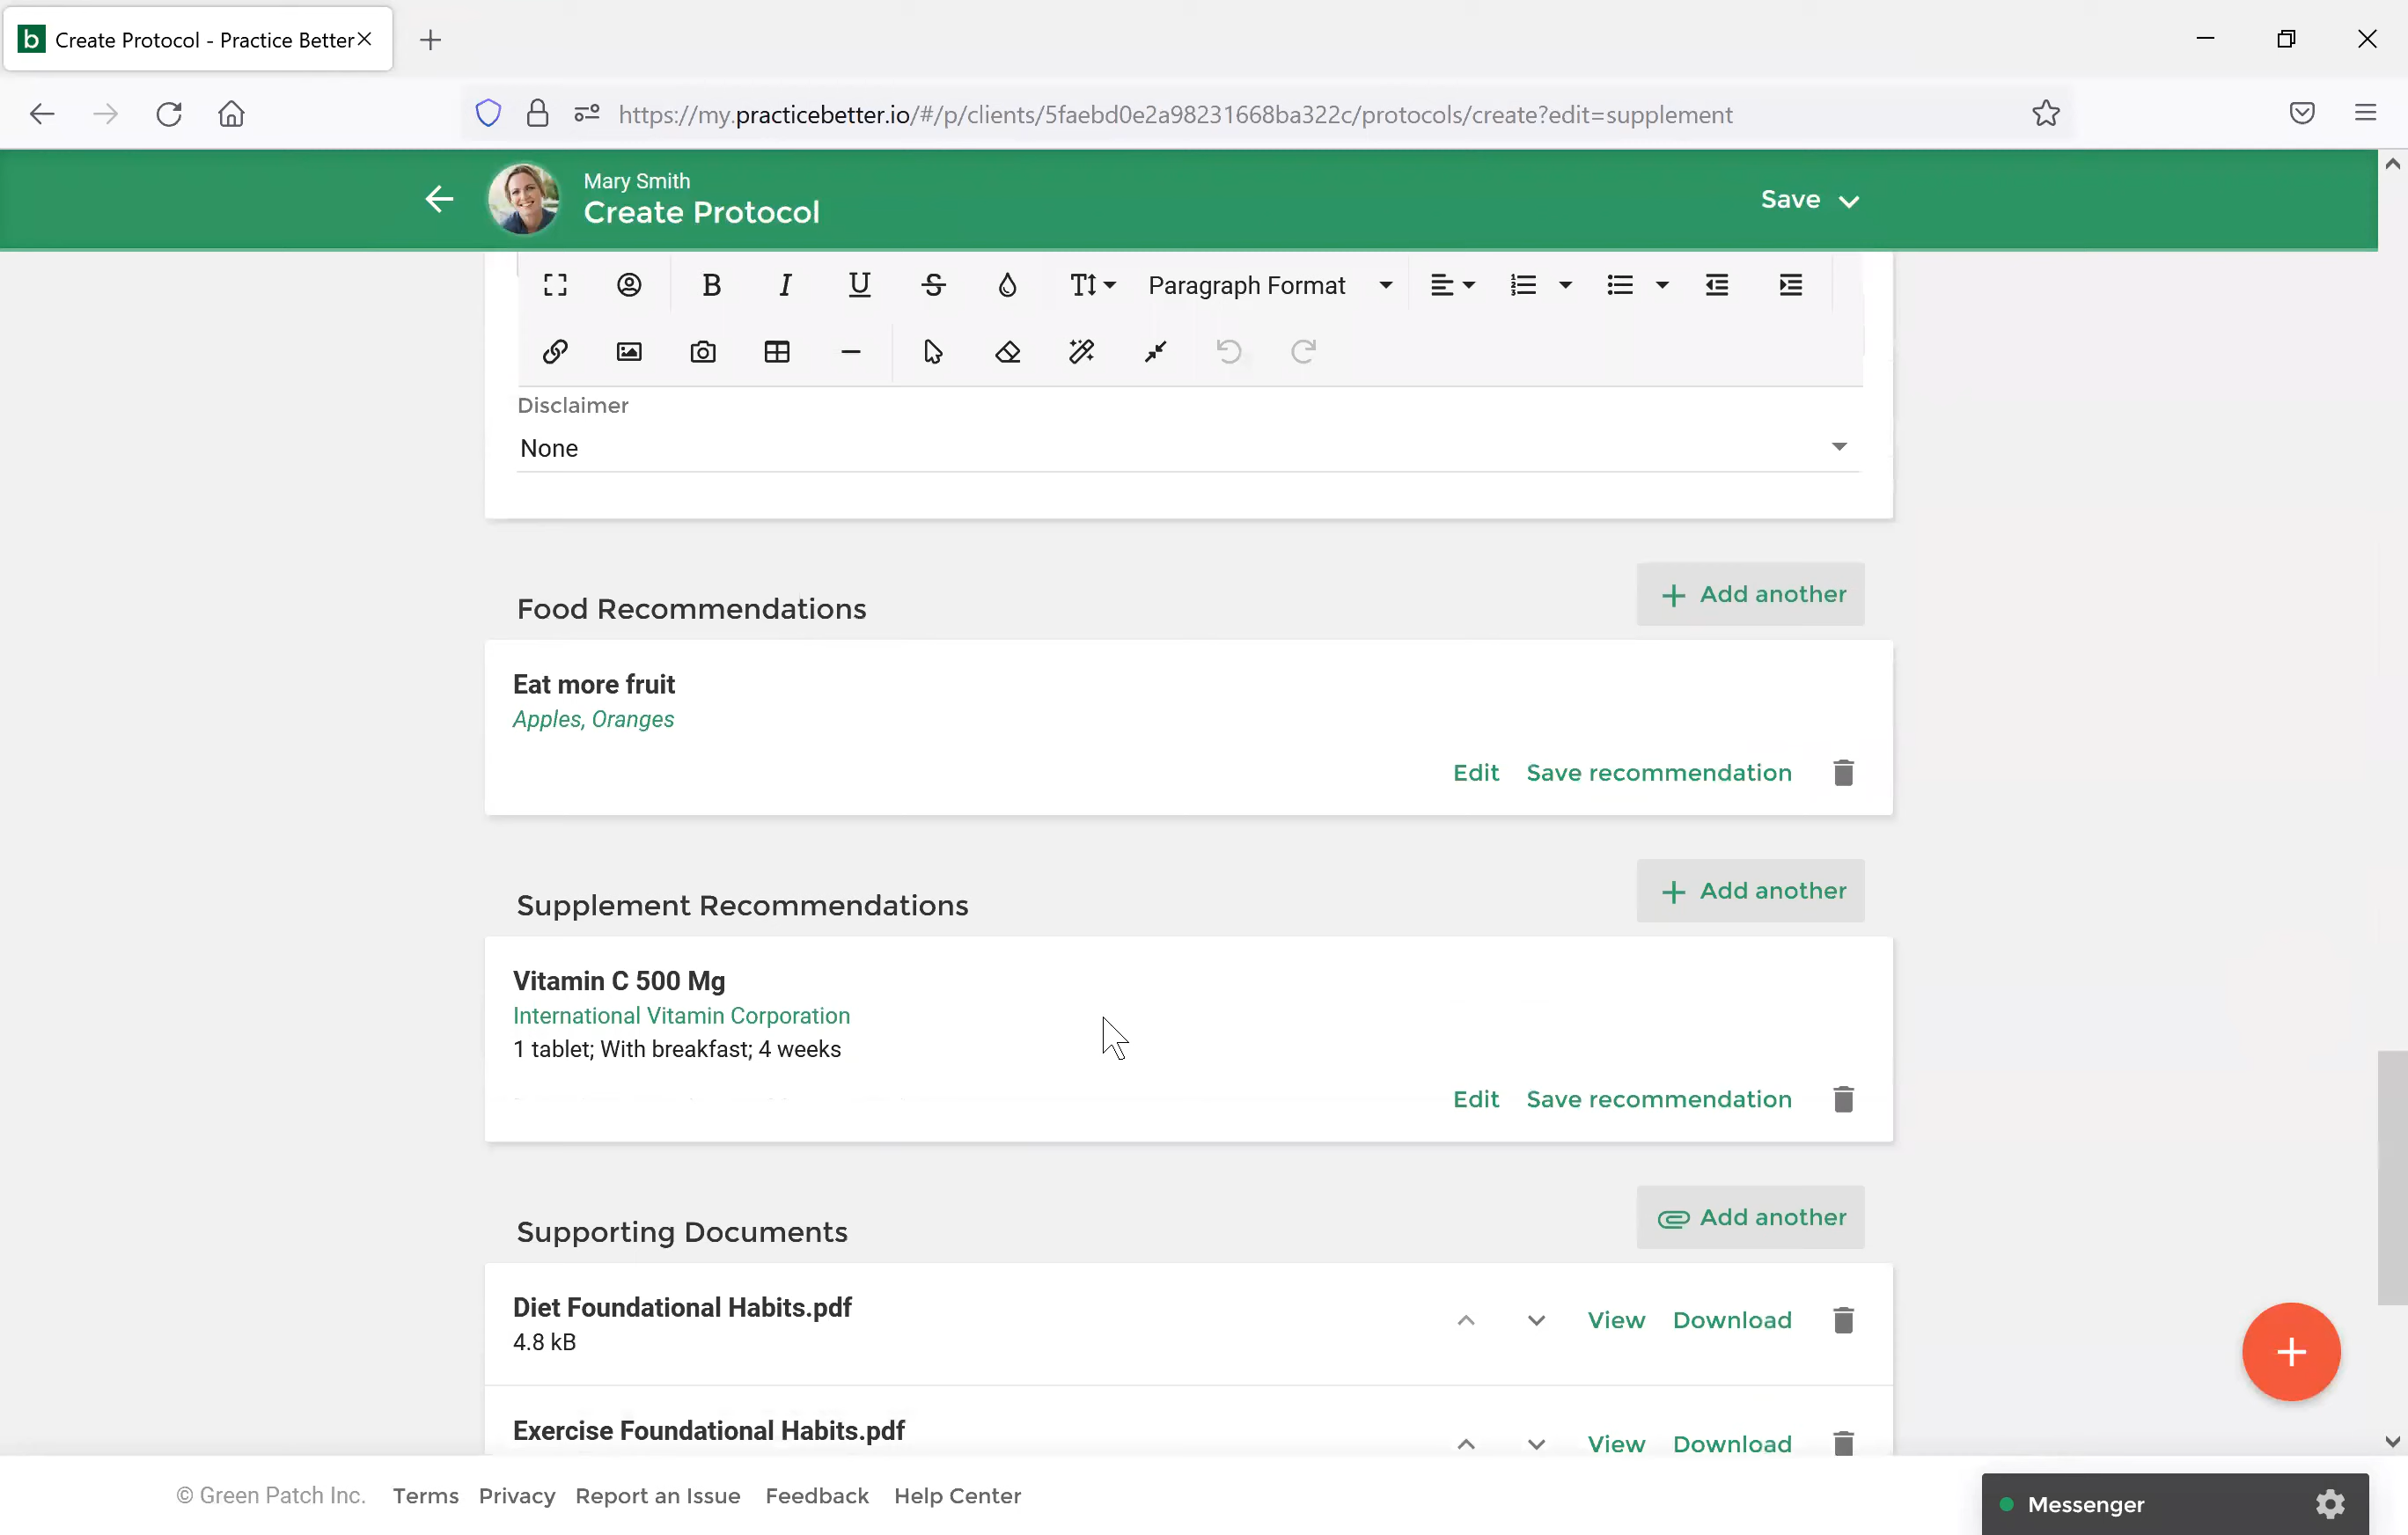 Create Protocol - Practice Better
https://my.practicebetter.io/#/p/clients/5faebd0e2a98231668ba322c/protocols/create?edit=supplement
Mary Smith
Create Protocol
Save
Paragraph Format
Disclaimer
None
Food Recommendations
Add another
Eat more fruit
Apples, Oranges
Edit Save recommendation
Supplement Recommendations
Add another
Vitamin C 500 Mg
International Vitamin Corporation
1 tablet; With breakfast; 4 weeks
Edit Save recommendation
Supporting Documents
Add another
Diet Foundational Habits.pdf
4.8 kB
View Download
Exercise Foundational Habits.pdf
View Download
© Green Patch Inc. Terms Privacy Report an Issue Feedback Help Center
Messenger